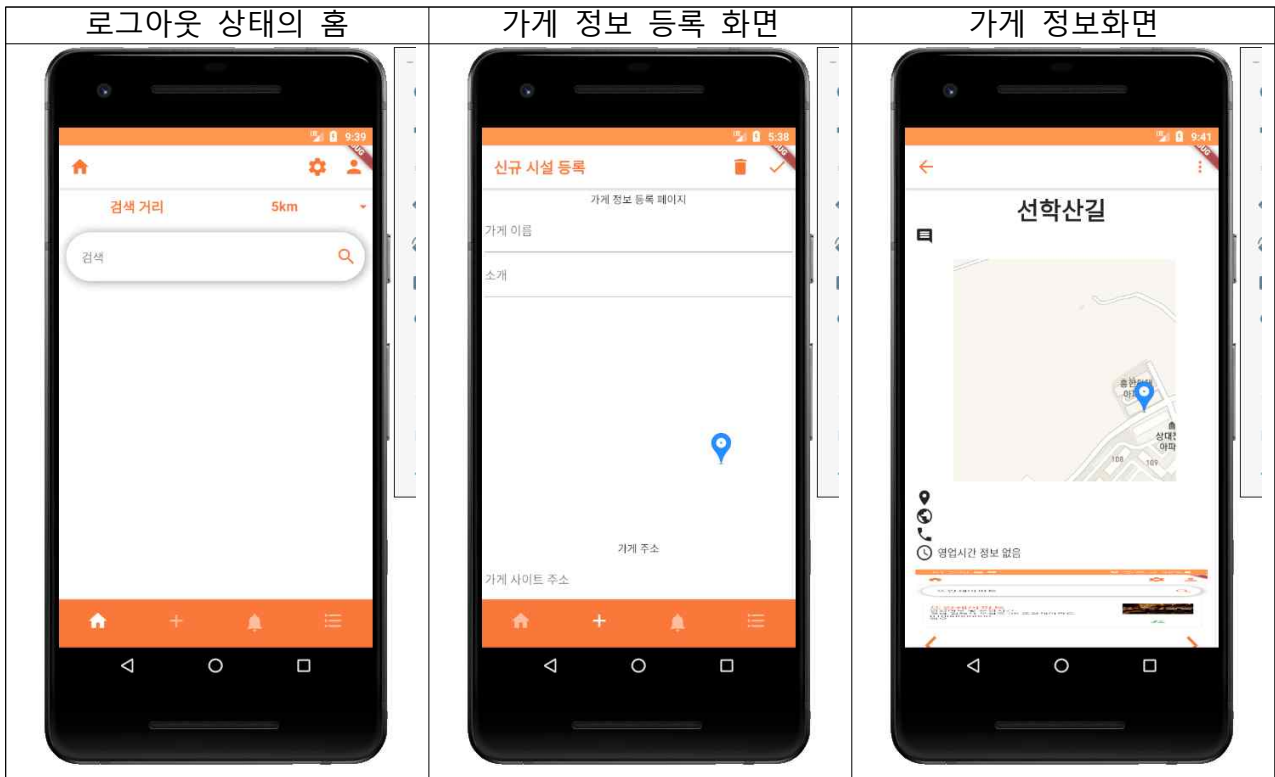 로그아웃 상태의 홈
9:39
검색 거리 5km
검색
가게 정보 등록 화면
5:38
신규 시설 등록
가게 정보 등록 페이지
가게 이름
소개
가게 주소
가게 사이트 주소
가게 정보화면
9:41
선학산길
아파
108 109
영업시간 정보 없음